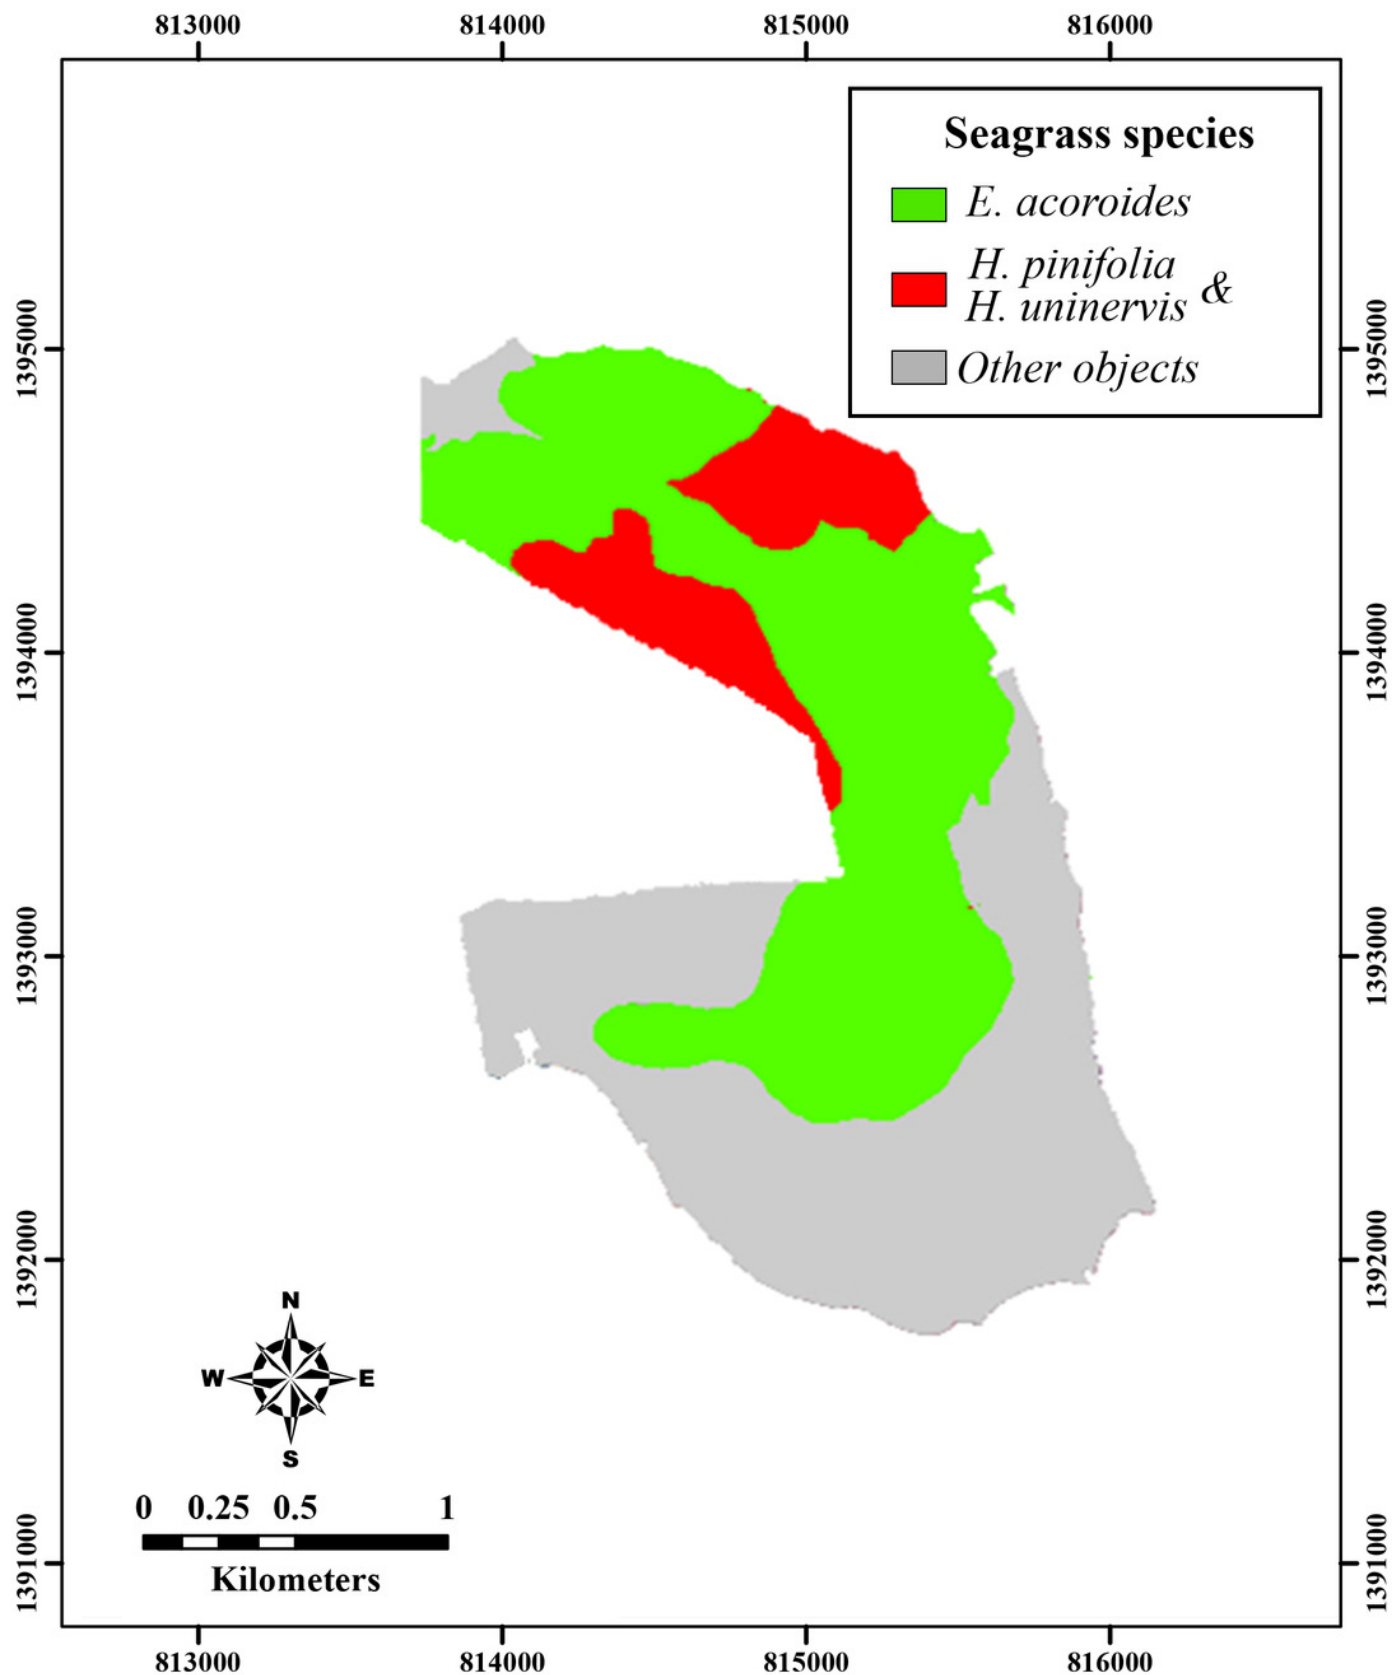 813000 814000 815000 816000
Seagrass species
E. acoroides
H. pinifolia
H. uninervis &
Other objects
1395000 1395000
1394000 1394000
1393000 1393000
1392000 1392000
1391000 1391000
N
W E
S
0 0.25 0.5 1
Kilometers
813000 814000 815000 816000